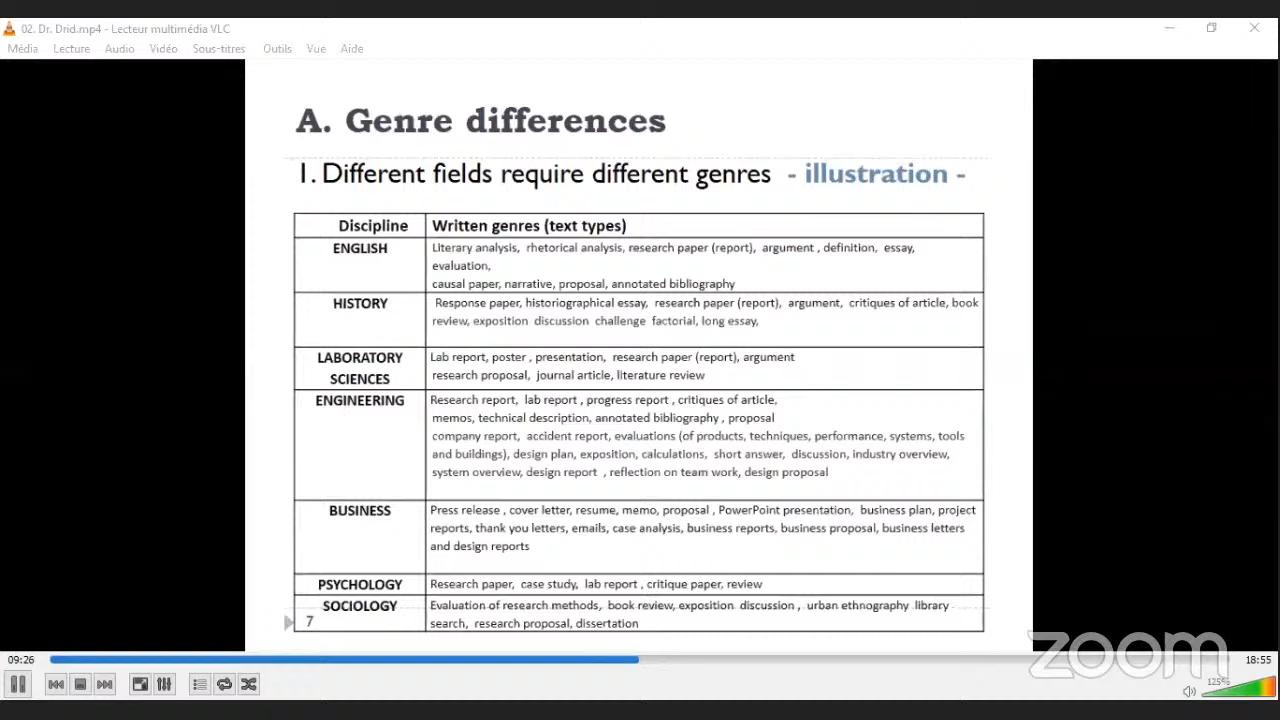 02. Dr. Drid.mp4 - Lecteur multimédia VLC
Média Lecture Audio Vidéo Sous-titres Outils Vue Aide
A. Genre differences
1. Different fields require different genres - illustration -
Discipline Written genres (text types)
ENGLISH Literary analysis, rhetorical analysis, research paper (report), argument , definition, essay,
evaluation,
causal paper, narrative, proposal, annotated bibliography
HISTORY Response paper, historiographical essay, research paper (report), argument, critiques of article, book
review, exposition discussion challenge factorial, long essay,
LABORATORY Lab report, poster , presentation, research paper (report), argument
SCIENCES research proposal, journal article, literature review
ENGINEERING Research report, lab report , progress report , critiques of article,
memos, technical description, annotated bibliography , proposal
company report, accident report, evaluations (of products, techniques, performance, systems, tools
and buildings), design plan, exposition, calculations, short answer, discussion, industry overview,
system overview, design report , reflection on team work, design proposal
BUSINESS Press release , cover letter, resume, memo, proposal , PowerPoint presentation, business plan, project
reports, thank you letters, emails, case analysis, business reports, business proposal, business letters
and design reports
PSYCHOLOGY Research paper, case study, lab report , critique paper, review
SOCIOLOGY Evaluation of research methods, book review, exposition discussion , urban ethnography library
search, research proposal, dissertation
7
zoom
09:26 18:55
125%